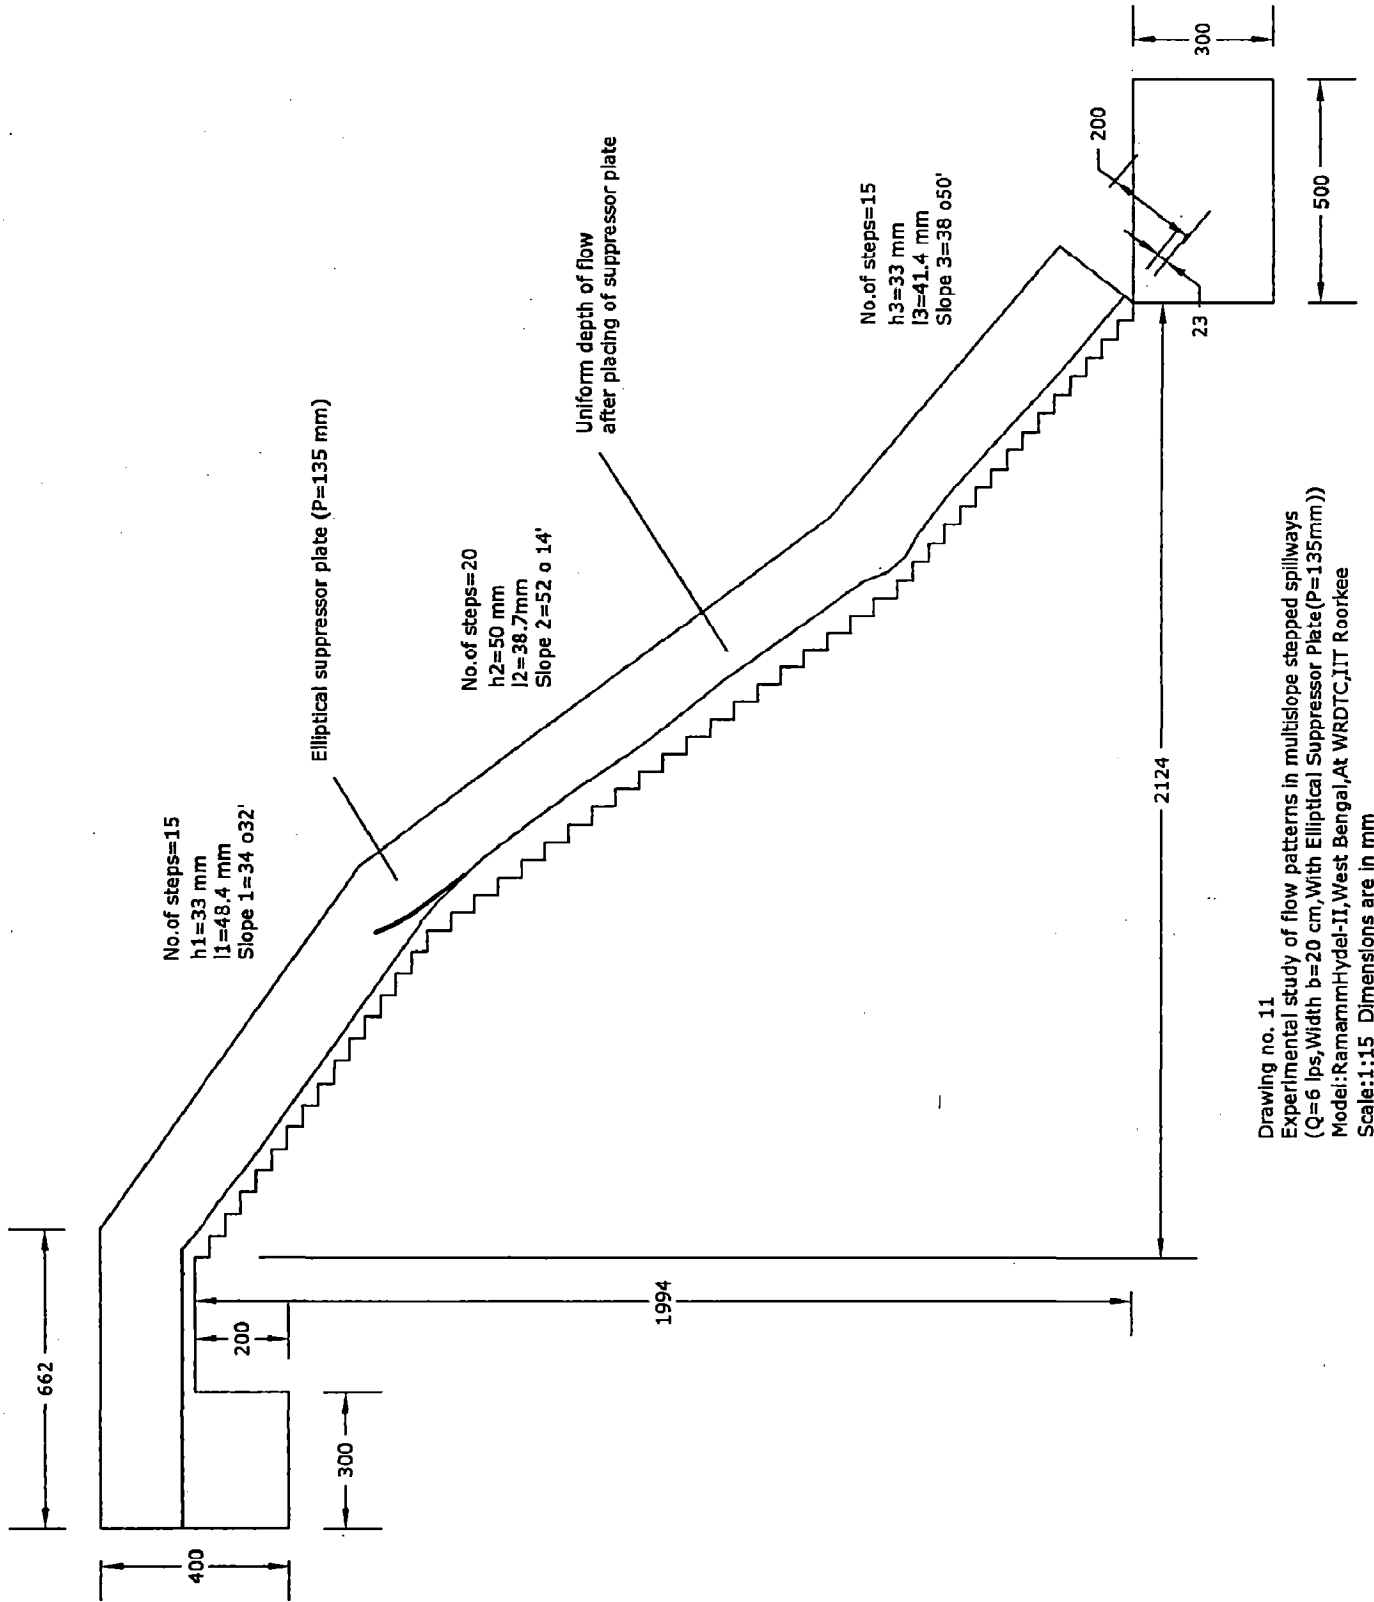 662
400
300
200
1994
No.of steps=15
h1=33 mm
l1=48.4 mm
Slope 1=34 o32'
Elliptical suppressor plate (P=135 mm)
No.of steps=20
h2=50 mm
l2=38.7mm
Slope 2=52 o 14'
Uniform depth of flow
after placing of suppressor plate
No.of steps=15
h3=33 mm
l3=41.4 mm
Slope 3=38 o50'
2124
23
200
300
500
Drawing no. 11
Experimental study of flow patterns in multislope stepped spillways
(Q=6 lps,Width b=20 cm,With Elliptical Suppressor Plate(P=135mm))
Model:RamammHydel-II,West Bengal,At WRDTC,IIT Roorkee
Scale:1:15 Dimensions are in mm